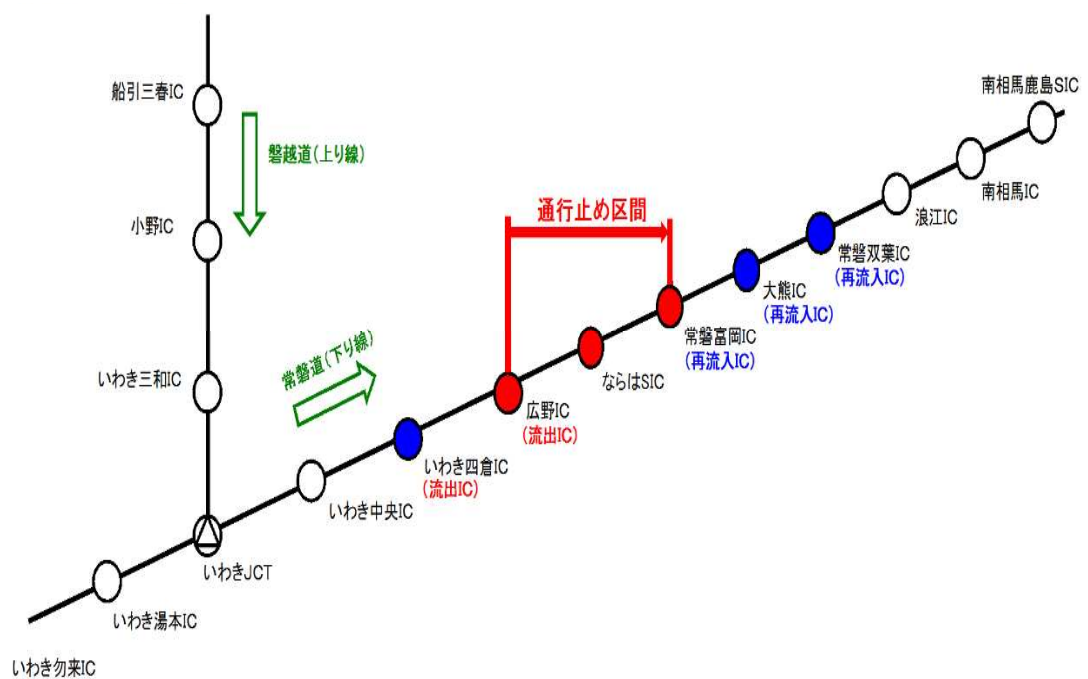 船引三春IC
磐越道(上り線)
小野IC
いわき三和IC
常磐道(下り線)
通行止め区間
南相馬鹿島SIC
南相馬IC
浪江IC
常磐双葉IC
(再流入IC)
大熊IC
(再流入IC)
常磐富岡IC
(再流入IC)
ならはSIC
広野IC
(流出IC)
いわき四倉IC
(流出IC)
いわき中央IC
いわきJCT
いわき湯本IC
いわき勿来IC